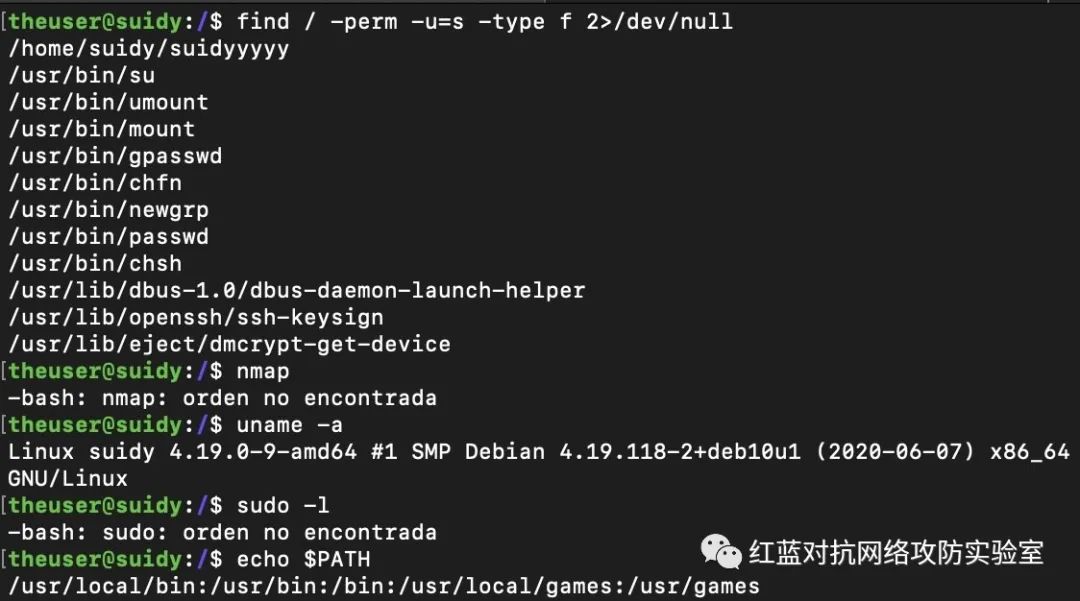 [theuser@suidy:/$ find / -perm -u=s -type f 2>/dev/null
/home/suidy/suidyyyyy
/usr/bin/su
/usr/bin/umount
/usr/bin/mount
/usr/bin/gpasswd
/usr/bin/chfn
/usr/bin/newgrp
/usr/bin/passwd
/usr/bin/chsh
/usr/lib/dbus-1.0/dbus-daemon-launch-helper
/usr/lib/openssh/ssh-keysign
/usr/lib/eject/dmcrypt-get-device
[theuser@suidy:/$ nmap
-bash: nmap: orden no encontrada
[theuser@suidy:/$ uname -a
Linux suidy 4.19.0-9-amd64 #1 SMP Debian 4.19.118-2+deb10u1 (2020-06-07) x86_64
GNU/Linux
[theuser@suidy:/$ sudo -l
-bash: sudo: orden no encontrada
[theuser@suidy:/$ echo $PATH
/usr/local/bin:/usr/bin:/bin:/usr/local/games:/usr/games
红蓝对抗网络攻防实验室